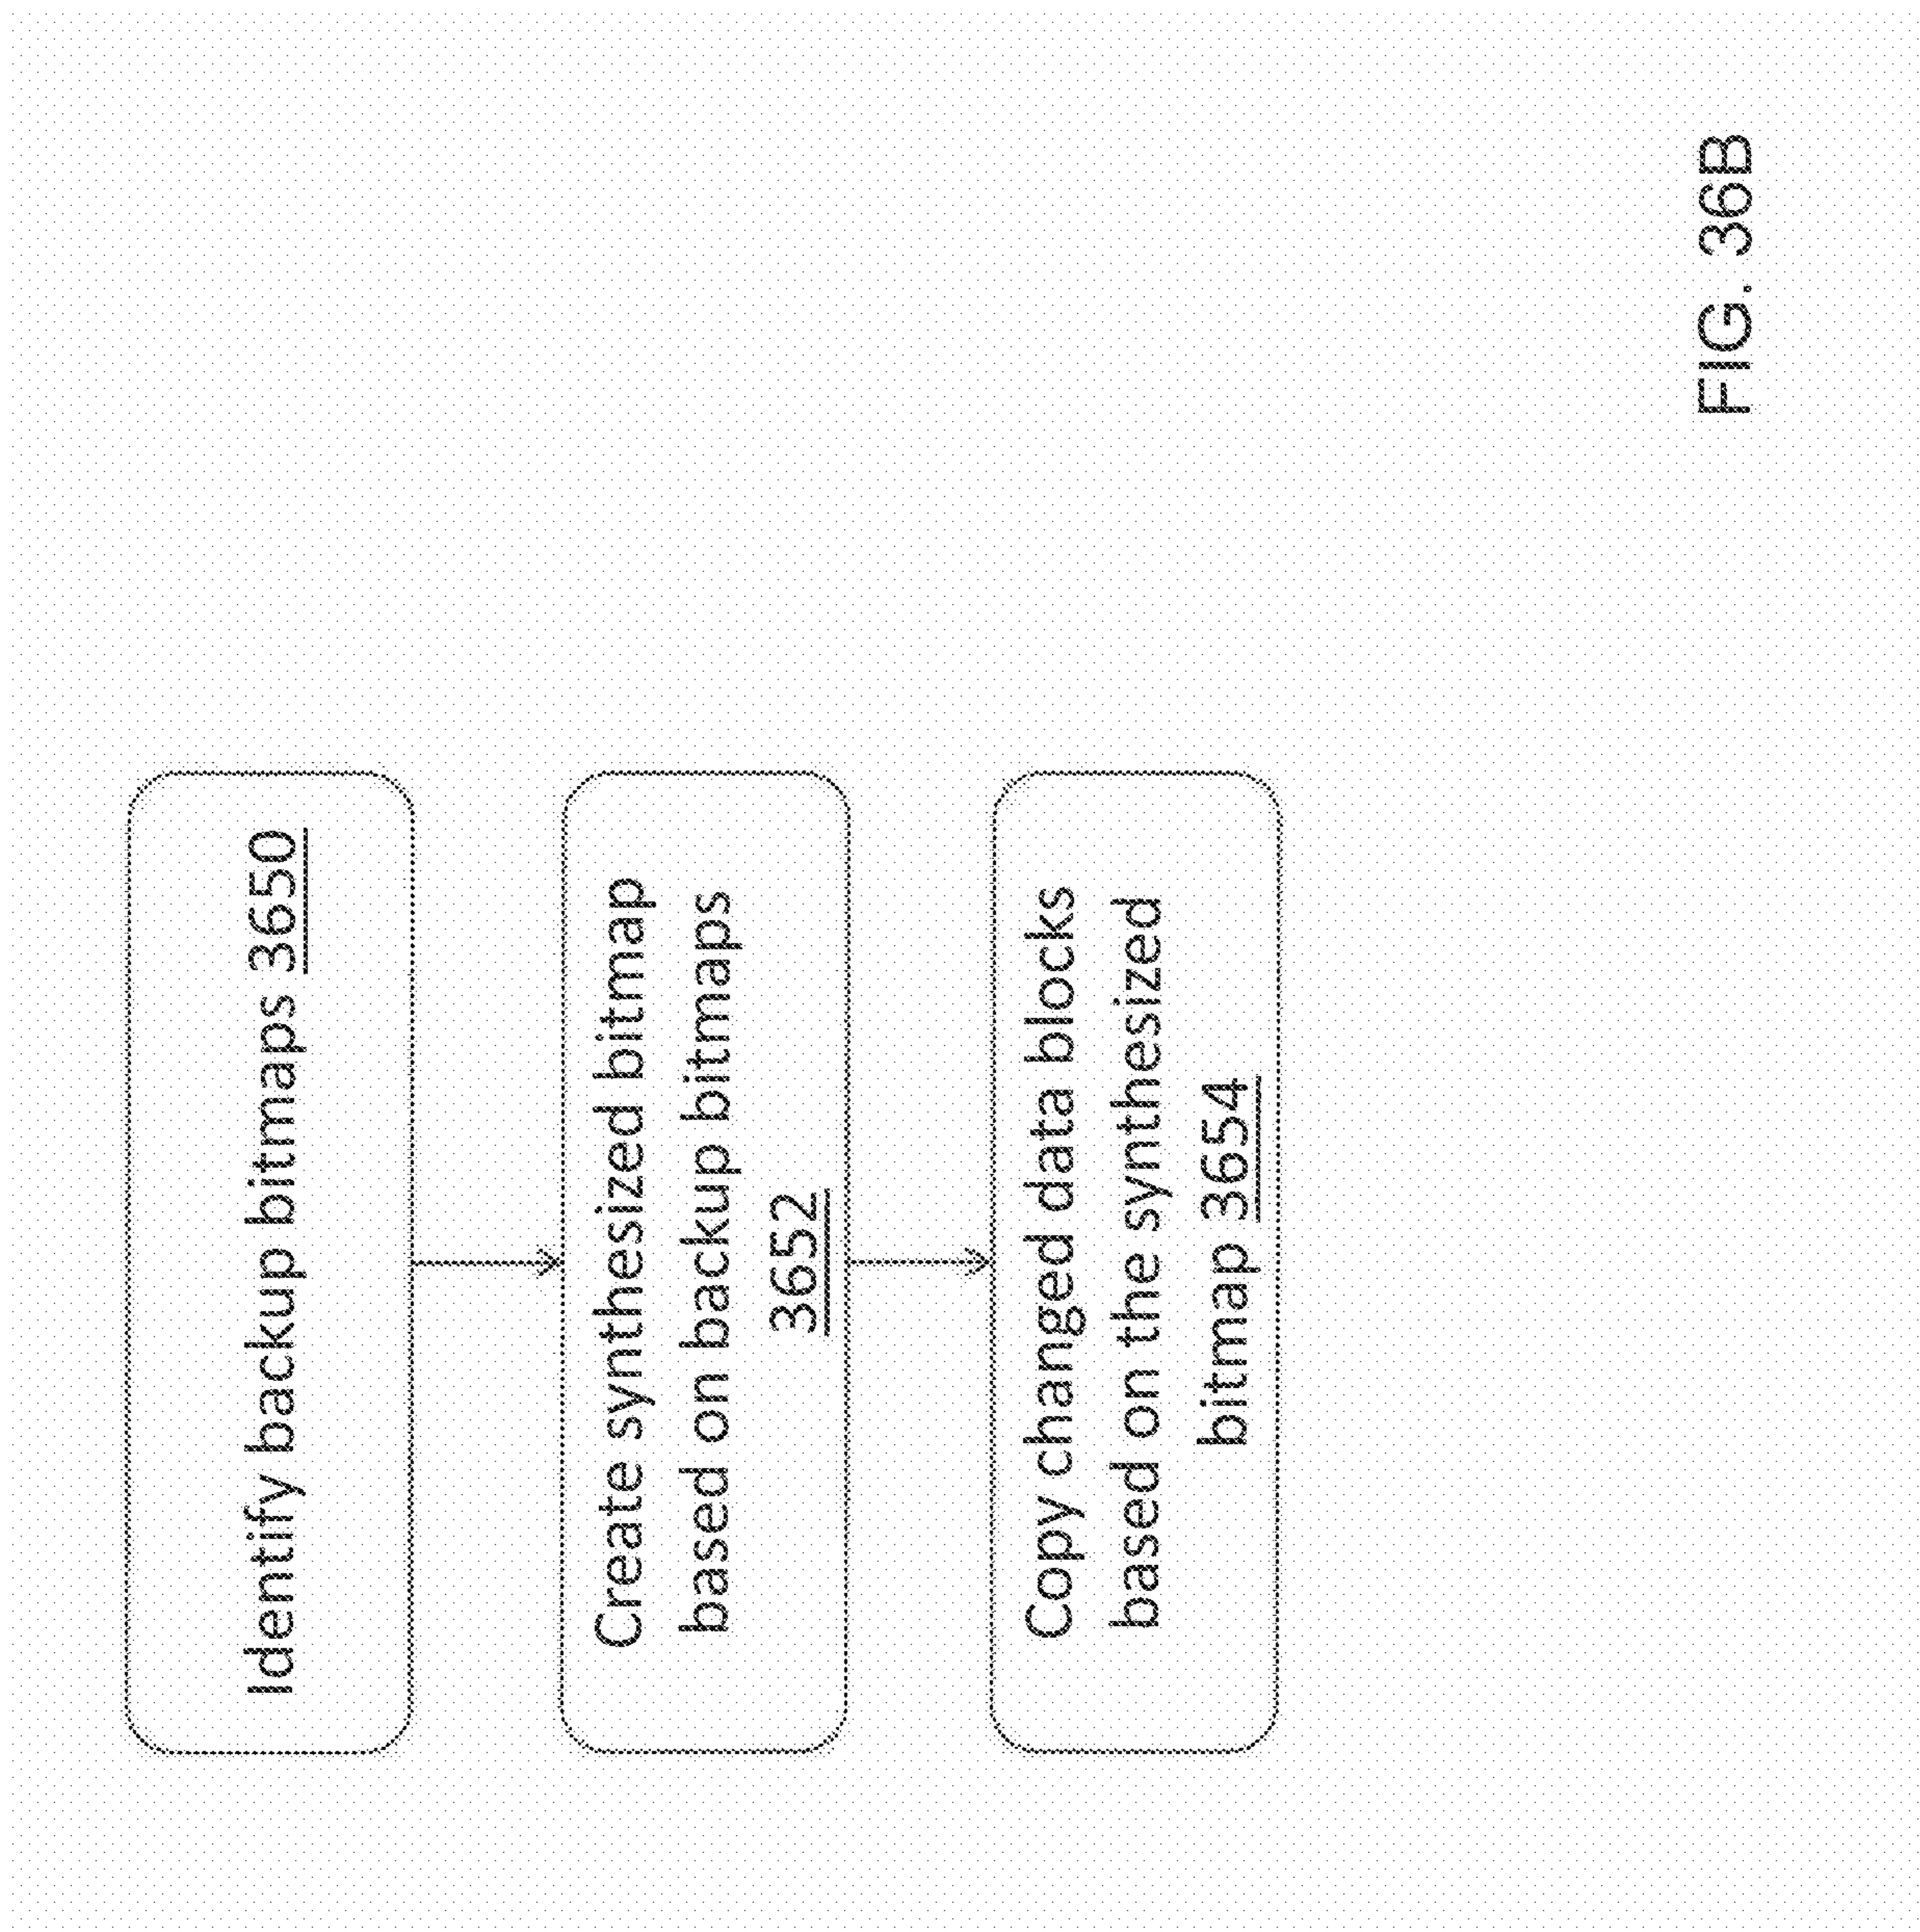 Identify backup bitmaps 3650
Create synthesized bitmap
based on backup bitmaps
3652
Copy changed data blocks
based on the synthesized
bitmap 3654
FIG. 36B